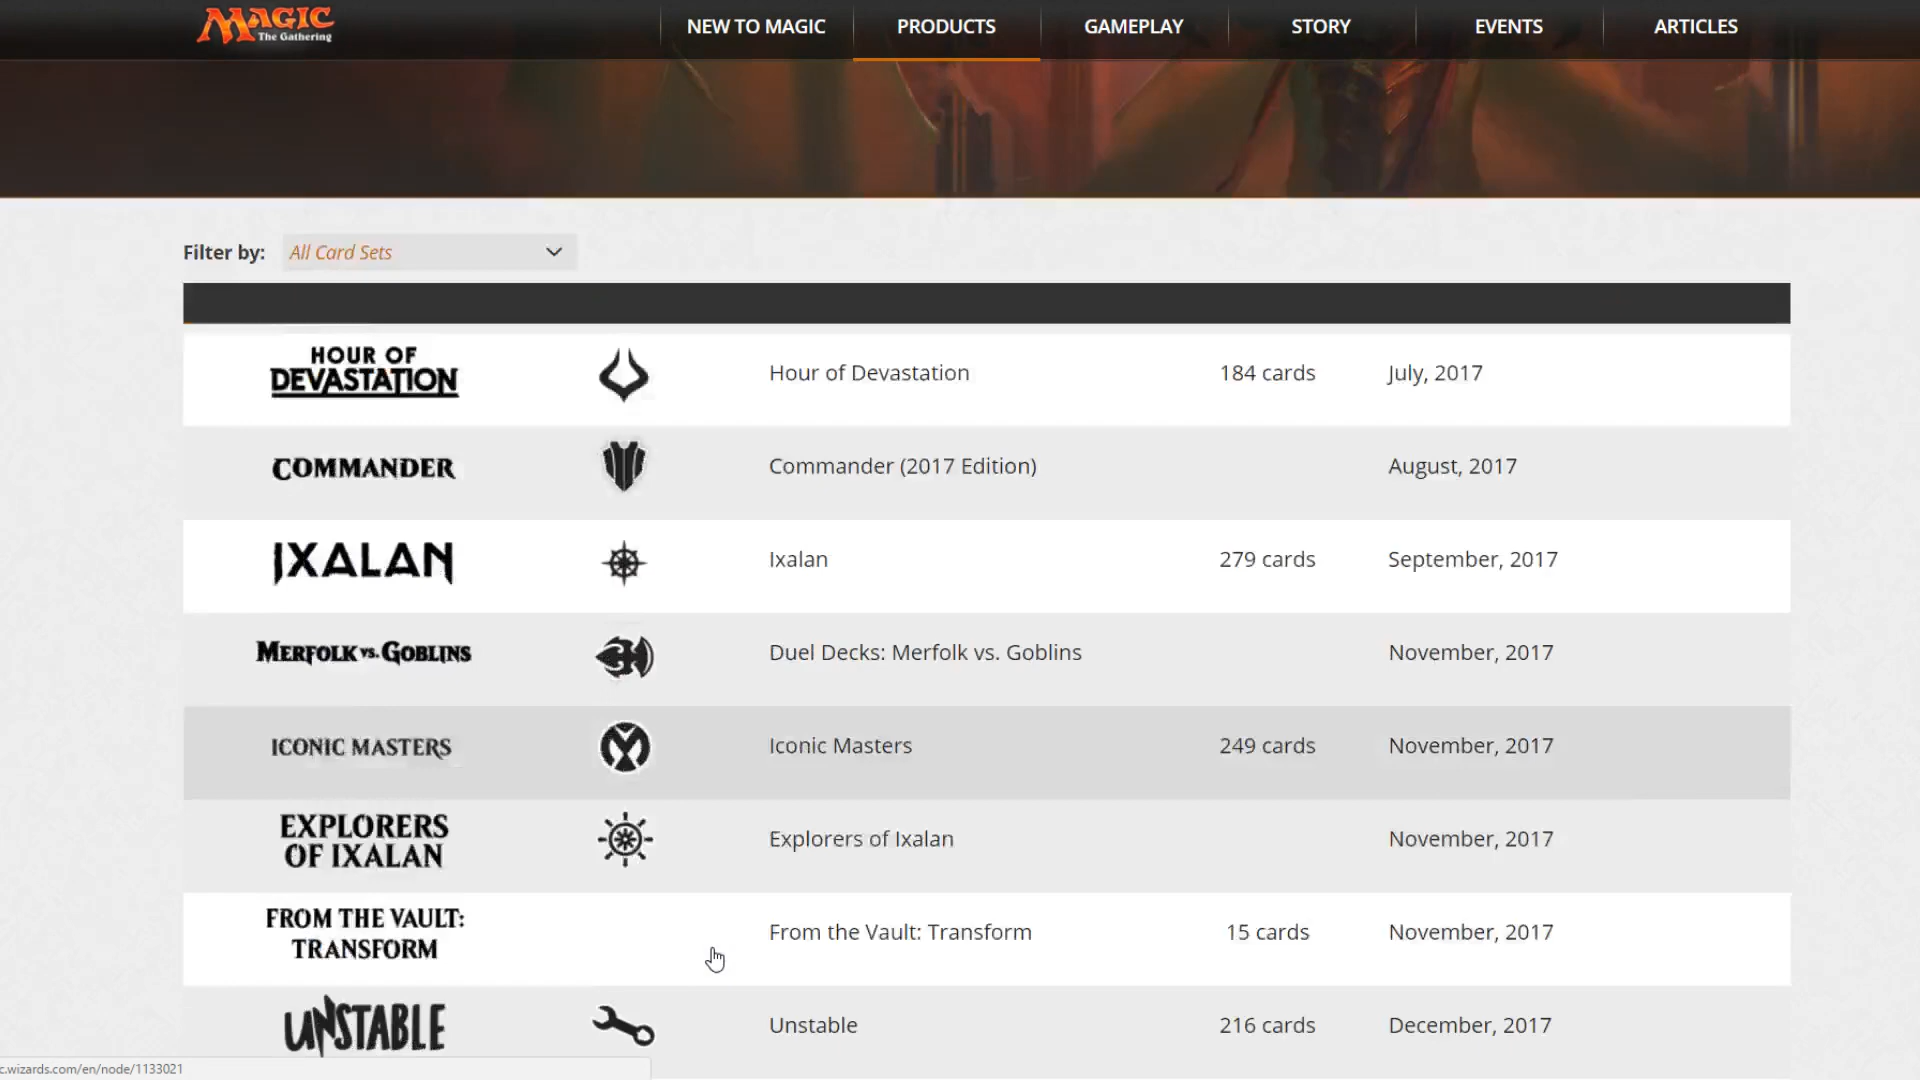 MAGIC
The Gathering
NEW TO MAGIC
PRODUCTS
GAMEPLAY
STORY
EVENTS
ARTICLES
Filter by: All Card Sets
HOUR OF
DEVASTATION
Hour of Devastation 184 cards July, 2017
COMMANDER
Commander (2017 Edition) August, 2017
IXALAN
Ixalan 279 cards September, 2017
MERFOLK VS. GOBLINS
Duel Decks: Merfolk vs. Goblins November, 2017
ICONIC MASTERS
Iconic Masters 249 cards November, 2017
EXPLORERS
OF IXALAN
Explorers of Ixalan November, 2017
FROM THE VAULT:
TRANSFORM
From the Vault: Transform 15 cards November, 2017
UNSTABLE
Unstable 216 cards December, 2017
c.wizards.com/en/node/1133021